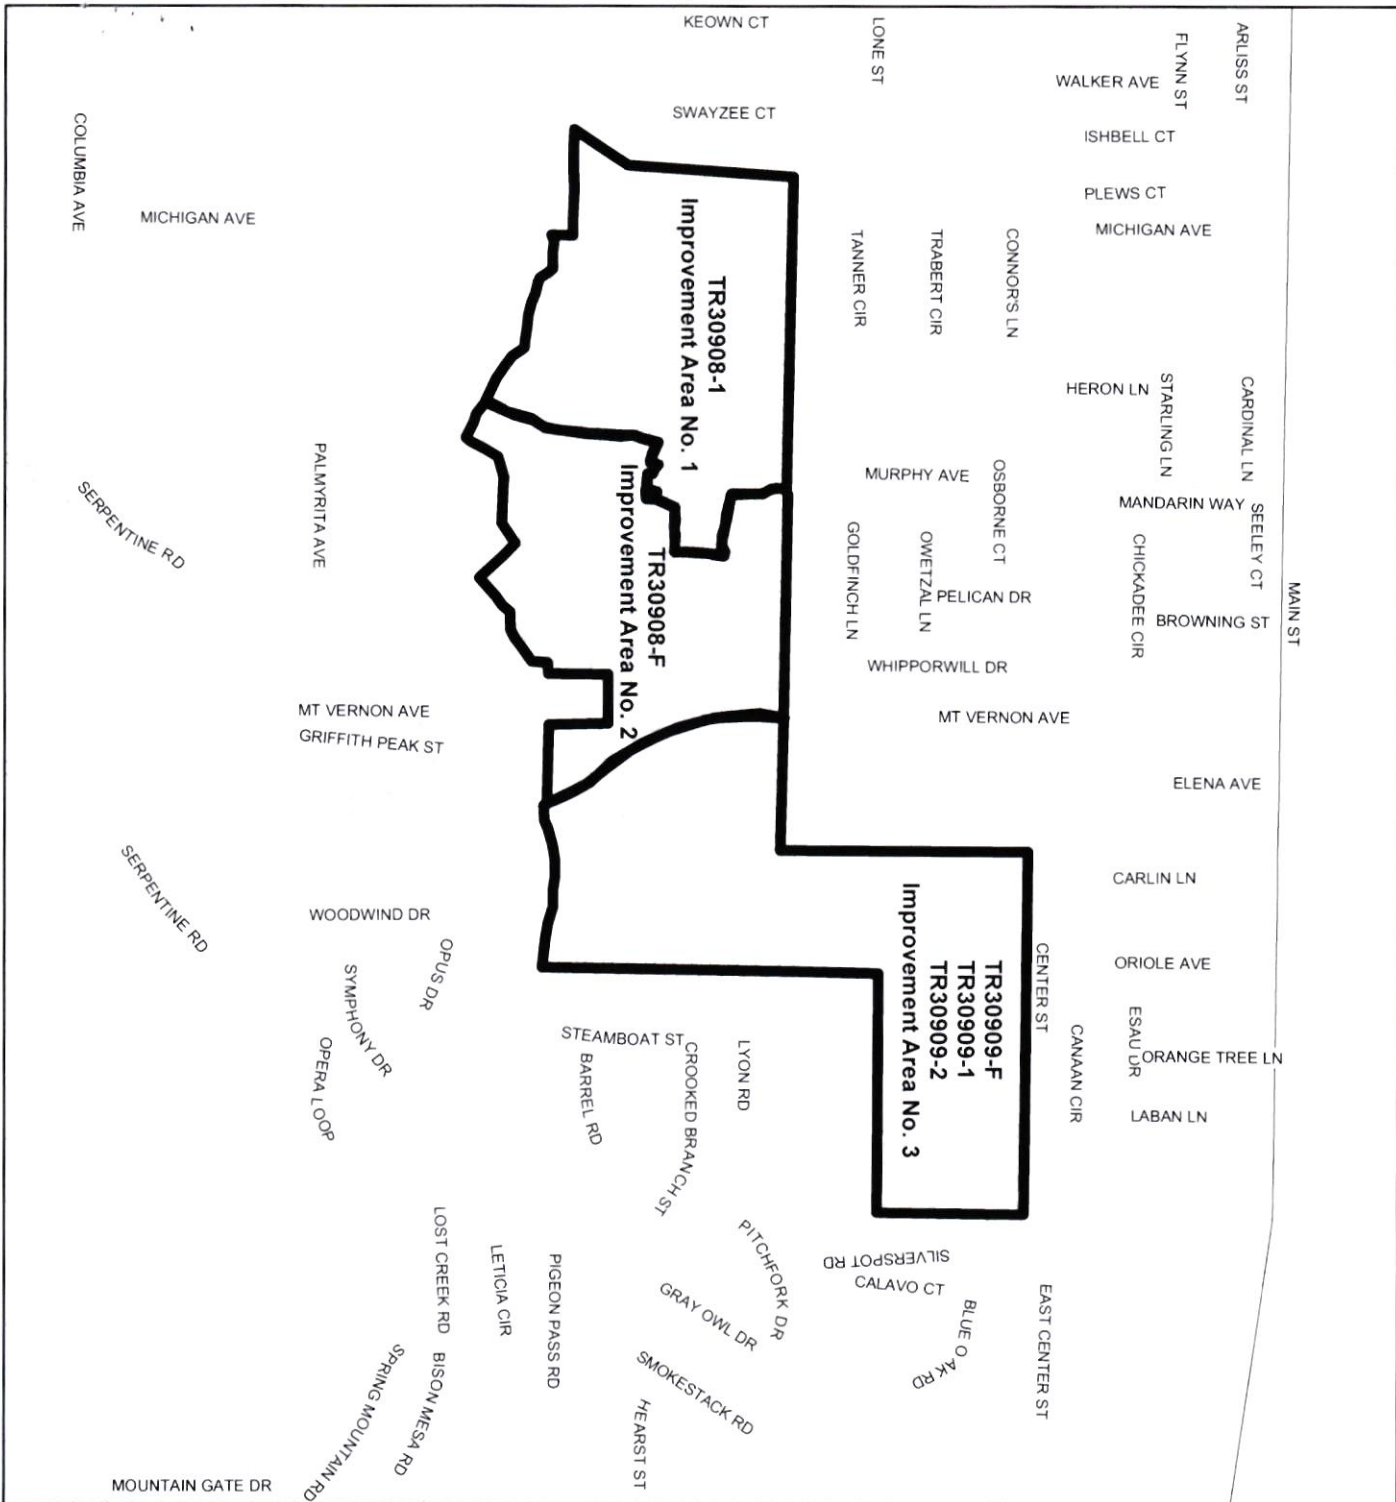 KEOWN CT
LONE ST
FLYNN ST
ARLISS ST
WALKER AVE
SWAYZEE CT
ISHBELL CT
COLUMBIA AVE
MICHIGAN AVE
PLEWS CT
MICHIGAN AVE
TR30908-1
Improvement Area No. 1
TANNER CIR
TRABERT CIR
CONNOR'S LN
HERON LN
STARLING LN
CARDINAL LN
PALMYRITA AVE
SERPENTINE RD
MURPHY AVE
OSBORNE CT
MANDARIN WAY
SEELEY CT
TR30908-F
Improvement Area No. 2
GOLDFINCH LN
OWETZAL LN
PELICAN DR
CHICKADEE CIR
BROWNING ST
MAIN ST
WHIPPORWILL DR
MT VERNON AVE
GRIFFITH PEAK ST
MT VERNON AVE
ELENA AVE
SERPENTINE RD
CARLIN LN
WOODWIND DR
OPUS DR
SYMPHONY DR
OPERA LOOP
TR30909-F
TR30909-1
TR30909-2
Improvement Area No. 3
CENTER ST
ORIOLE AVE
CANAAN CIR
ESAU DR
ORANGE TREE LN
LABAN LN
STEAMBOAT ST
BARREL RD
CROOKED BRANCH ST
LYON RD
LOST CREEK RD
LETICIA CIR
PIGEON PASS RD
PITCHFORK DR
SILVERSPOT RD
CALAVO CT
GRAY OWL DR
BLUE OAK RD
EAST CENTER ST
SPRING MOUNTAIN RD
BISON MESA RD
SMOKESTACK RD
HEARST ST
MOUNTAIN GATE DR